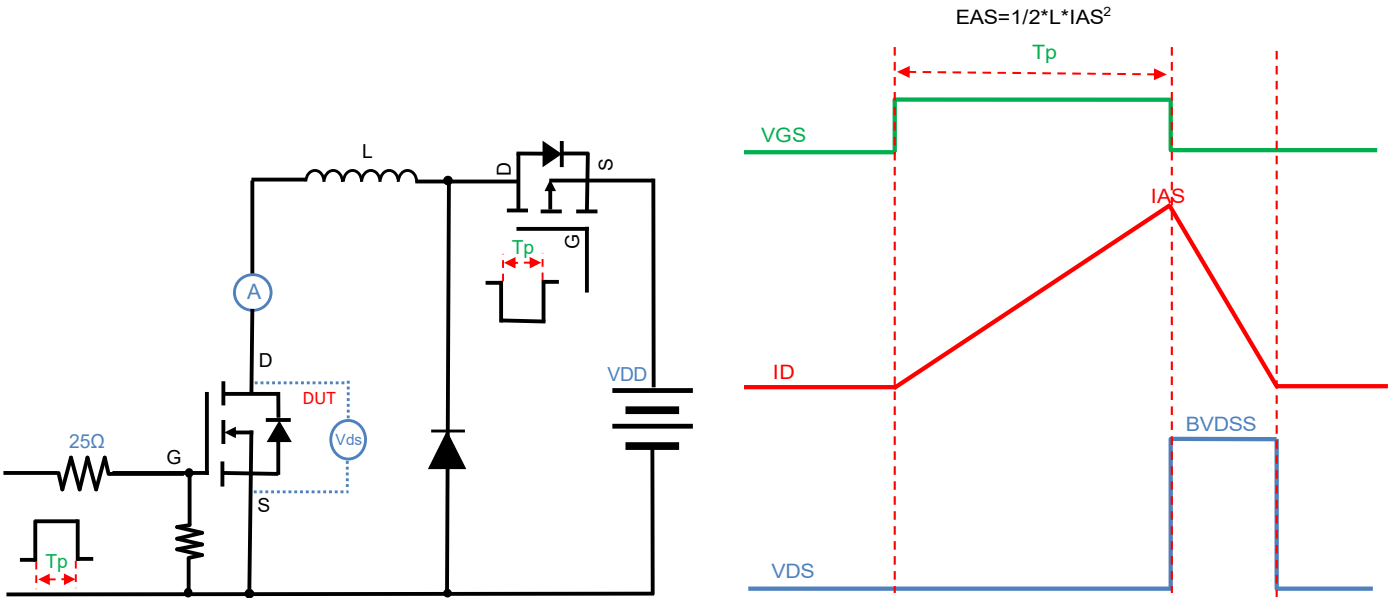 EAS=1/2*L*IAS²
L
D
S
G
Tp
A
D
DUT
Vds
25Ω
G
S
Tp
VDD
Tp
VGS
IAS
ID
BVDSS
VDS